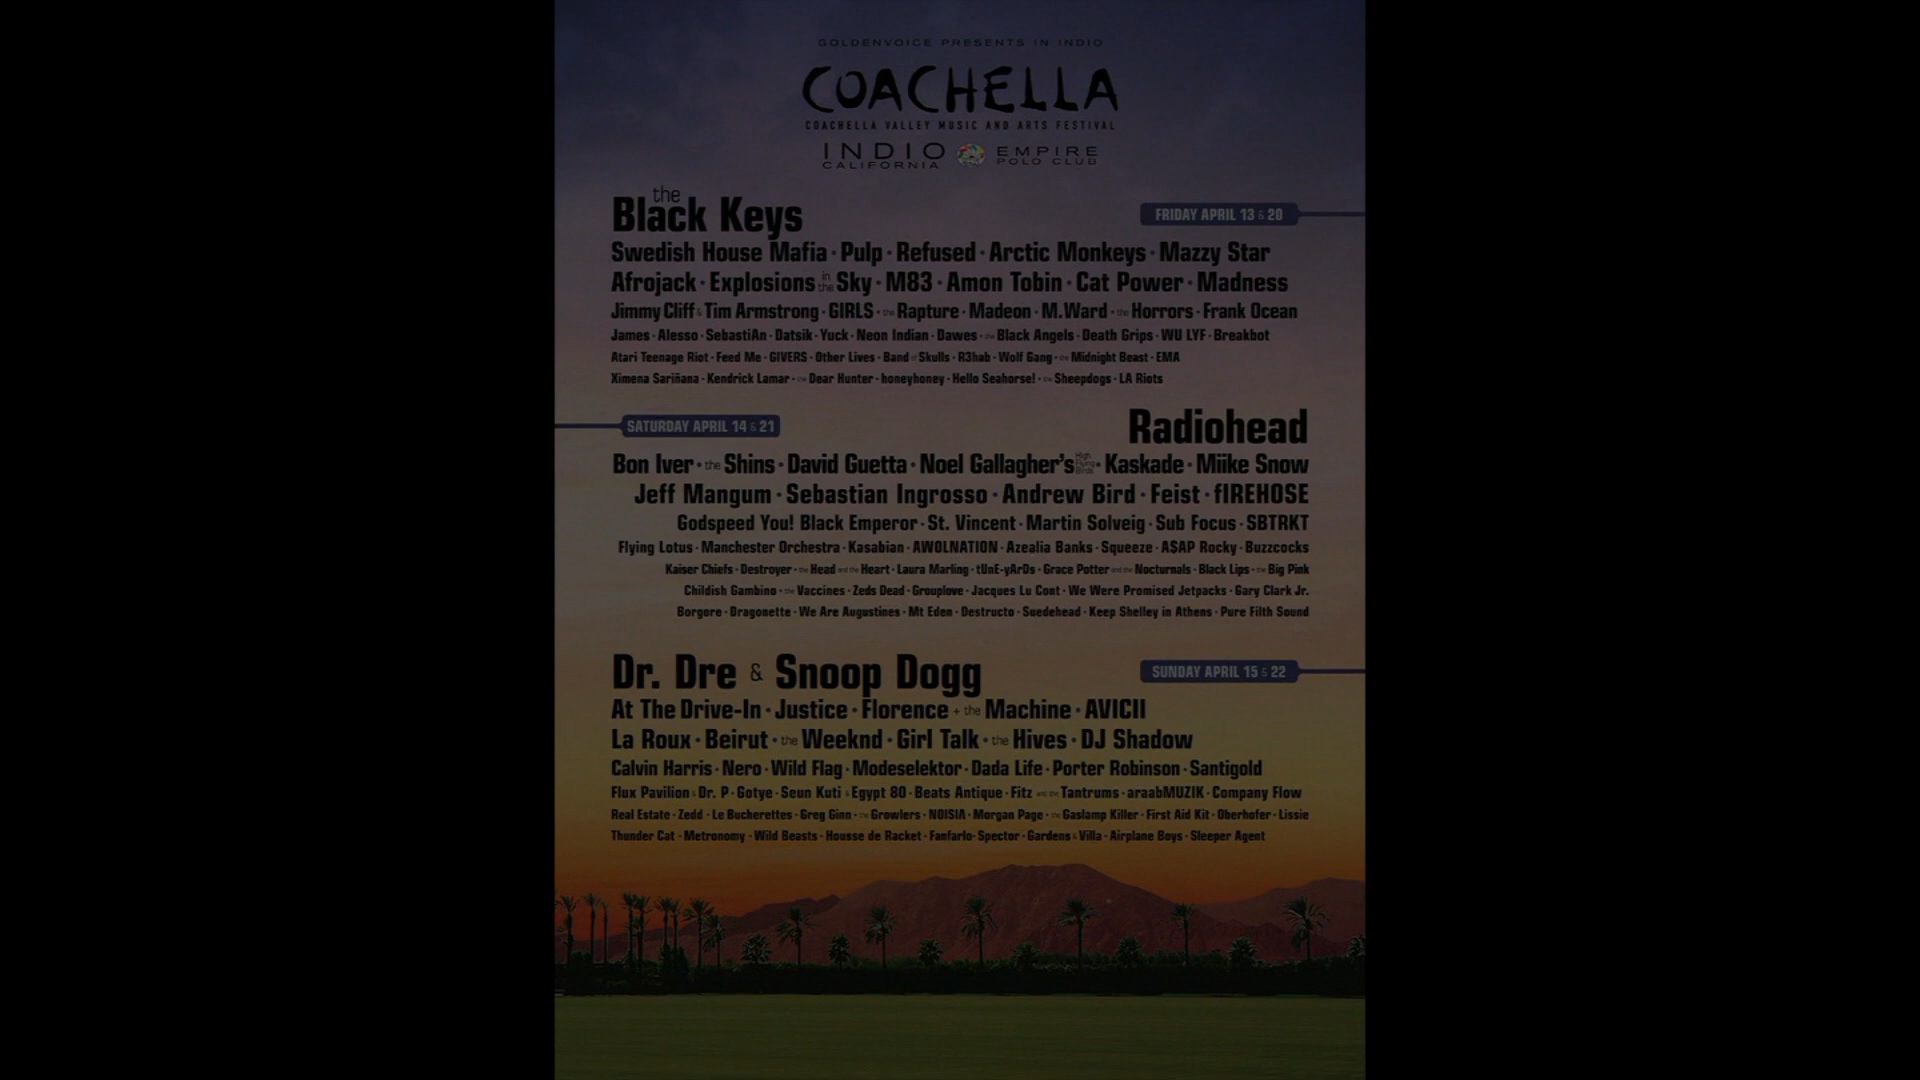 GOLDENVOICE PRESENTS IN INDIO
COACHELLA
COACHELLA VALLEY MUSIC AND ARTS FESTIVAL
INDIO CALIFORNIA EMPIRE POLO CLUB
the Black Keys
FRIDAY APRIL 13 & 20
Swedish House Mafia · Pulp · Refused · Arctic Monkeys · Mazzy Star
Afrojack · Explosions in the Sky · M83 · Amon Tobin · Cat Power · Madness
Jimmy Cliff & Tim Armstrong · GIRLS · the Rapture · Madeon · M.Ward · the Horrors · Frank Ocean
James · Alesso · SebastiAn · Datsik · Yuck · Neon Indian · Dawes · the Black Angels · Death Grips · WU LYF · Breakbot
Atari Teenage Riot · Feed Me · GIVERS · Other Lives · Band of Skulls · R3hab · Wolf Gang · the Midnight Beast · EMA
Ximena Sariñana · Kendrick Lamar · the Dear Hunter · honeyhoney · Hello Seahorse! · the Sheepdogs · LA Riots
SATURDAY APRIL 14 & 21
Radiohead
Bon Iver · the Shins · David Guetta · Noel Gallagher's High Flying Birds · Kaskade · Miike Snow
Jeff Mangum · Sebastian Ingrosso · Andrew Bird · Feist · fIREHOSE
Godspeed You! Black Emperor · St. Vincent · Martin Solveig · Sub Focus · SBTRKT
Flying Lotus · Manchester Orchestra · Kasabian · AWOLNATION · Azealia Banks · Squeeze · A$AP Rocky · Buzzcocks
Kaiser Chiefs · Destroyer · the Head and the Heart · Laura Marling · tUnE-yArDs · Grace Potter and the Nocturnals · Black Lips · the Big Pink
Childish Gambino · the Vaccines · Zeds Dead · Grouplove · Jacques Lu Cont · We Were Promised Jetpacks · Gary Clark Jr.
Borgore · Dragonette · We Are Augustines · Mt Eden · Destructo · Suedehead · Keep Shelley in Athens · Pure Filth Sound
Dr. Dre & Snoop Dogg
SUNDAY APRIL 15 & 22
At The Drive-In · Justice · Florence + the Machine · AVICII
La Roux · Beirut · the Weeknd · Girl Talk · the Hives · DJ Shadow
Calvin Harris · Nero · Wild Flag · Modeselektor · Dada Life · Porter Robinson · Santigold
Flux Pavilion & Dr. P · Gotye · Seun Kuti & Egypt 80 · Beats Antique · Fitz and the Tantrums · araabMUZIK · Company Flow
Real Estate · Zedd · Le Butcherettes · Greg Ginn · the Growlers · NOISIA · Morgan Page · the Gaslamp Killer · First Aid Kit · Oberhofer · Lissie
Thunder Cat · Metronomy · Wild Beasts · Housse de Racket · Fanfarlo · Spector · Gardens & Villa · Airplane Boys · Sleeper Agent